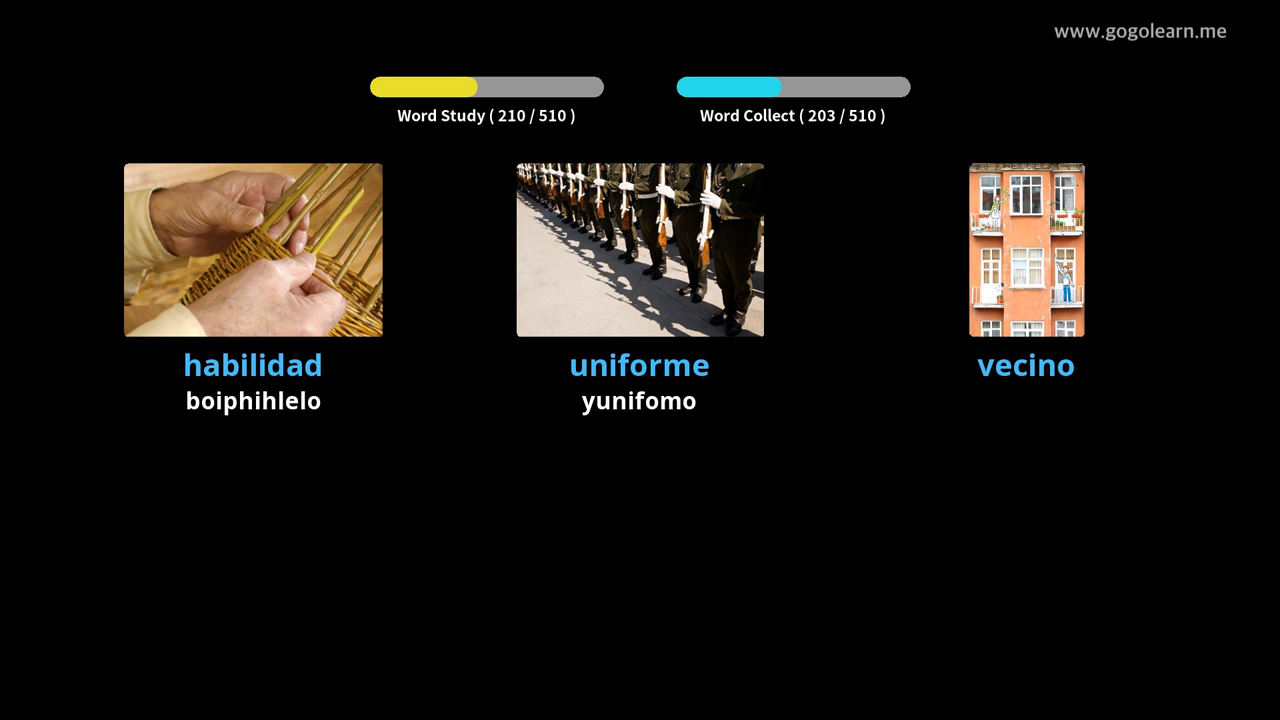 www.gogolearn.me
Word Study ( 210 / 510 )
Word Collect ( 203 / 510 )
habilidad
boiphihlelo
uniforme
yunifomo
vecino